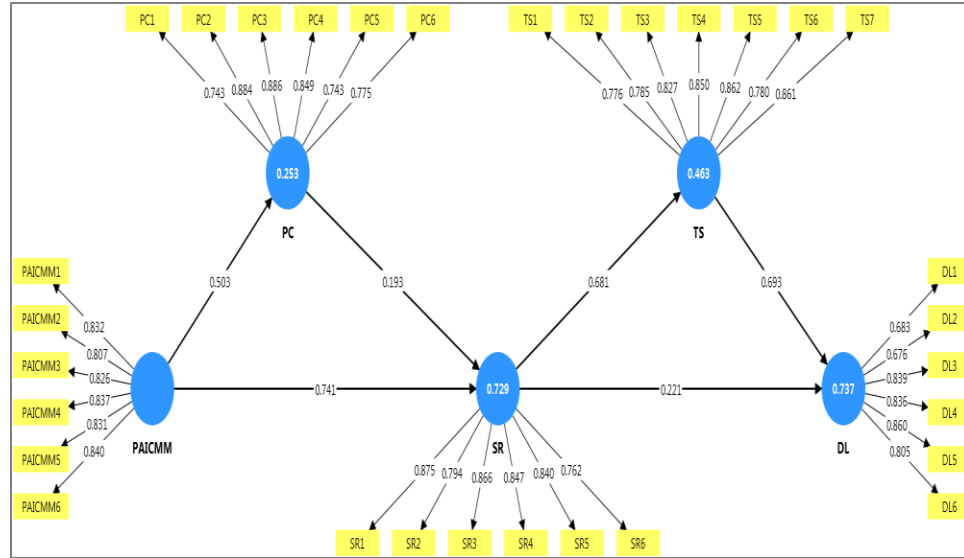 PC1 PC2 PC3 PC4 PC5 PC6 TS1 TS2 TS3 TS4 TS5 TS6 TS7
0.743 0.884 0.886 0.849 0.743 0.775 0.776 0.785 0.827 0.850 0.862 0.780 0.861
0.253 0.463
PC TS
PAICMM1 DL1
0.503 0.193 0.681 0.693
PAICMM2 0.832 0.683 DL2
0.807 0.676
PAICMM3 0.826 0.839 DL3
0.741 0.729 0.221 0.737
PAICMM4 0.837 0.836 DL4
0.831 0.860
PAICMM5 0.840 PAICMM SR DL 0.805 DL5
0.875 0.794 0.866 0.847 0.840 0.762
PAICMM6 DL6
SR1 SR2 SR3 SR4 SR5 SR6